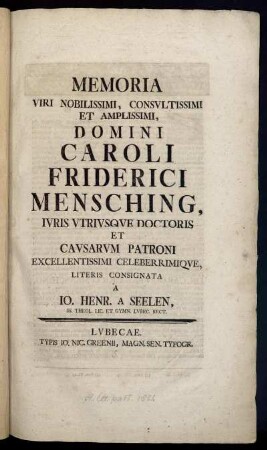 MEMORIA
VIRI NOBILISSIMI, CONSVLTISSIMI
ET AMPLISSIMI,
DOMINI
CAROLI
FRIDERICI
MENSCHING,
IVRIS VTRIVSQVE DOCTORIS
ET
CAVSARVM PATRONI
EXCELLENTISSIMI CELEBERRIMIQVE,
LITERIS CONSIGNATA
A
IO. HENR. A SEELEN,
SS. THEOL. LIC. ET GYMN. LVBEC. RECT.
LVBECAE.
TYPIS IO. NIC. GREENII, MAGN. SEN. TYPOGR.